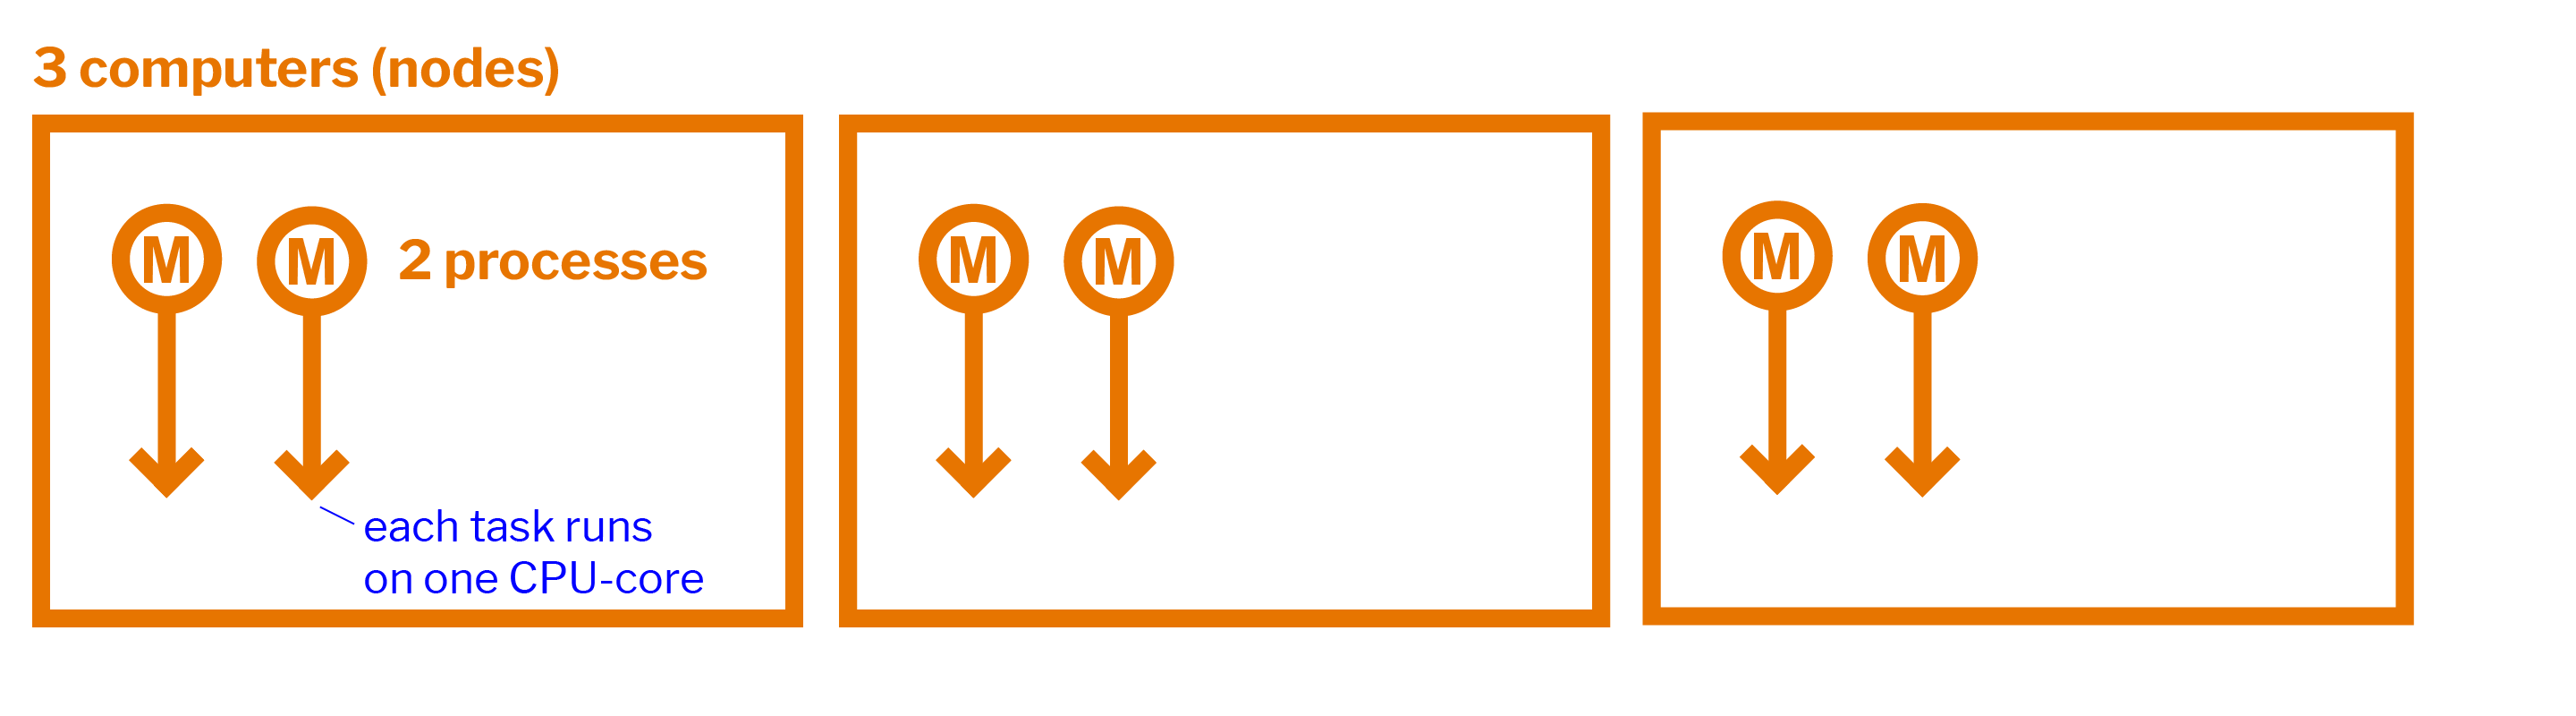 3 computers (nodes)
M M 2 processes
M M
M M
each task runs
on one CPU-core